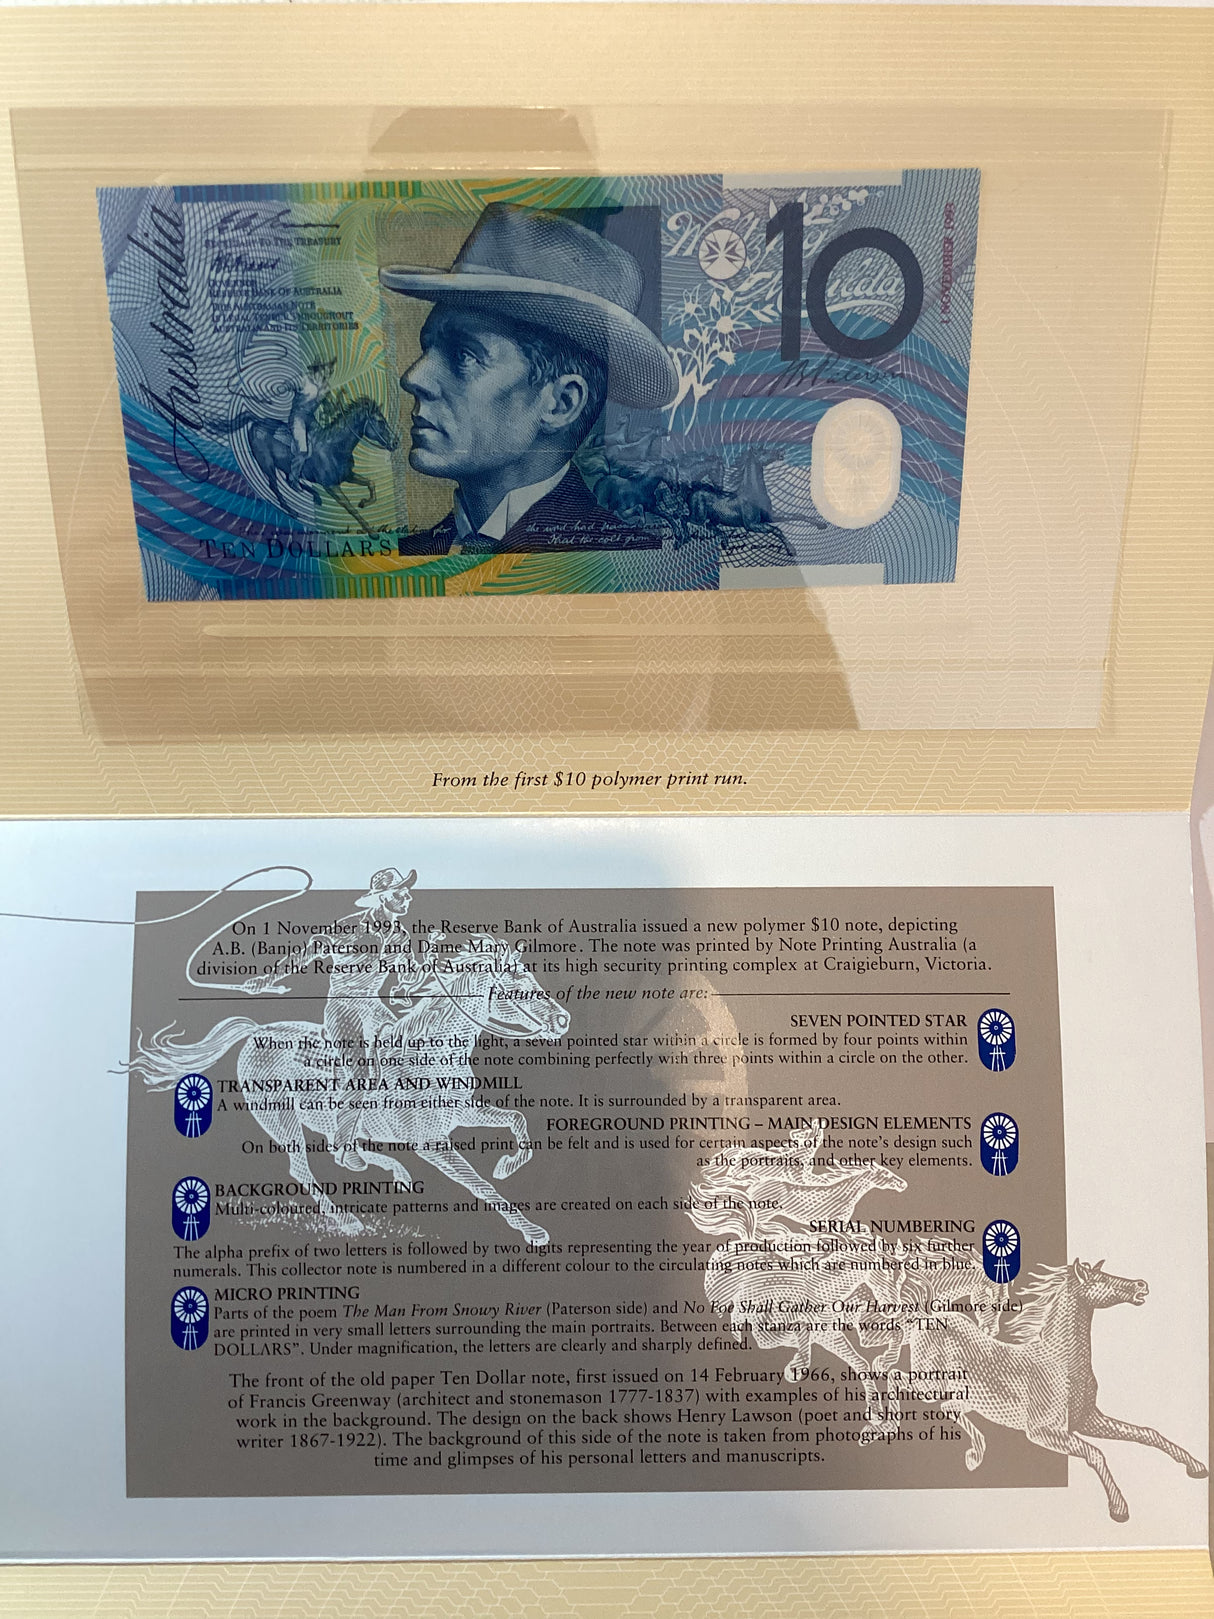 Australia
SECRETARY TO THE TREASURY
GOVERNOR
RESERVE BANK OF AUSTRALIA
THIS AUSTRALIAN NOTE
IS LEGAL TENDER THROUGHOUT
AUSTRALIA AND ITS TERRITORIES
10
1 NOVEMBER 1993
TEN DOLLARS
From the first $10 polymer print run.
On 1 November 1993, the Reserve Bank of Australia issued a new polymer $10 note, depicting
A.B. (Banjo) Paterson and Dame Mary Gilmore. The note was printed by Note Printing Australia (a
division of the Reserve Bank of Australia) at its high security printing complex at Craigieburn, Victoria.
Features of the new note are:
SEVEN POINTED STAR
When the note is held up to the light, a seven pointed star within a circle is formed by four points within
a circle on one side of the note combining perfectly with three points within a circle on the other.
TRANSPARENT AREA AND WINDMILL
A windmill can be seen from either side of the note. It is surrounded by a transparent area.
FOREGROUND PRINTING – MAIN DESIGN ELEMENTS
On both sides of the note a raised print can be felt and is used for certain aspects of the note's design such
as the portraits, and other key elements.
BACKGROUND PRINTING
Multi-coloured, intricate patterns and images are created on each side of the note.
SERIAL NUMBERING
The alpha prefix of two letters is followed by two digits representing the year of production followed by six further
numerals. This collector note is numbered in a different colour to the circulating notes which are numbered in blue.
MICRO PRINTING
Parts of the poem The Man From Snowy River (Paterson side) and No Foe Shall Gather Our Harvest (Gilmore side)
are printed in very small letters surrounding the main portraits. Between each stanza are the words "TEN
DOLLARS". Under magnification, the letters are clearly and sharply defined.
The front of the old paper Ten Dollar note, first issued on 14 February 1966, shows a portrait
of Francis Greenway (architect and stonemason 1777-1837) with examples of his architectural
work in the background. The design on the back shows Henry Lawson (poet and short story
writer 1867-1922). The background of this side of the note is taken from photographs of his
time and glimpses of his personal letters and manuscripts.